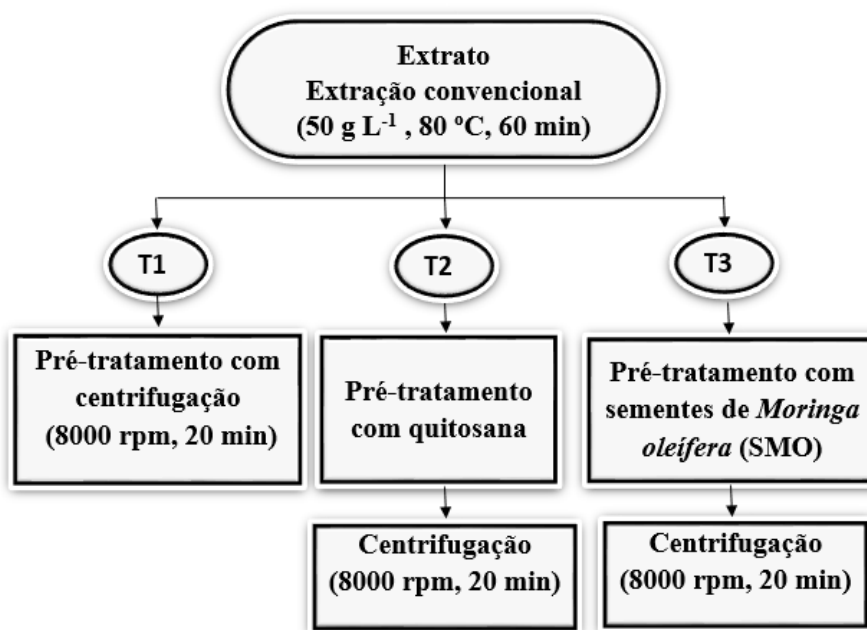 Extrato
Extração convencional
(50 g L⁻¹ , 80 ºC, 60 min)
T1
T2
T3
Pré-tratamento com
centrifugação
(8000 rpm, 20 min)
Pré-tratamento
com quitosana
Pré-tratamento com
sementes de Moringa
oleífera (SMO)
Centrifugação
(8000 rpm, 20 min)
Centrifugação
(8000 rpm, 20 min)